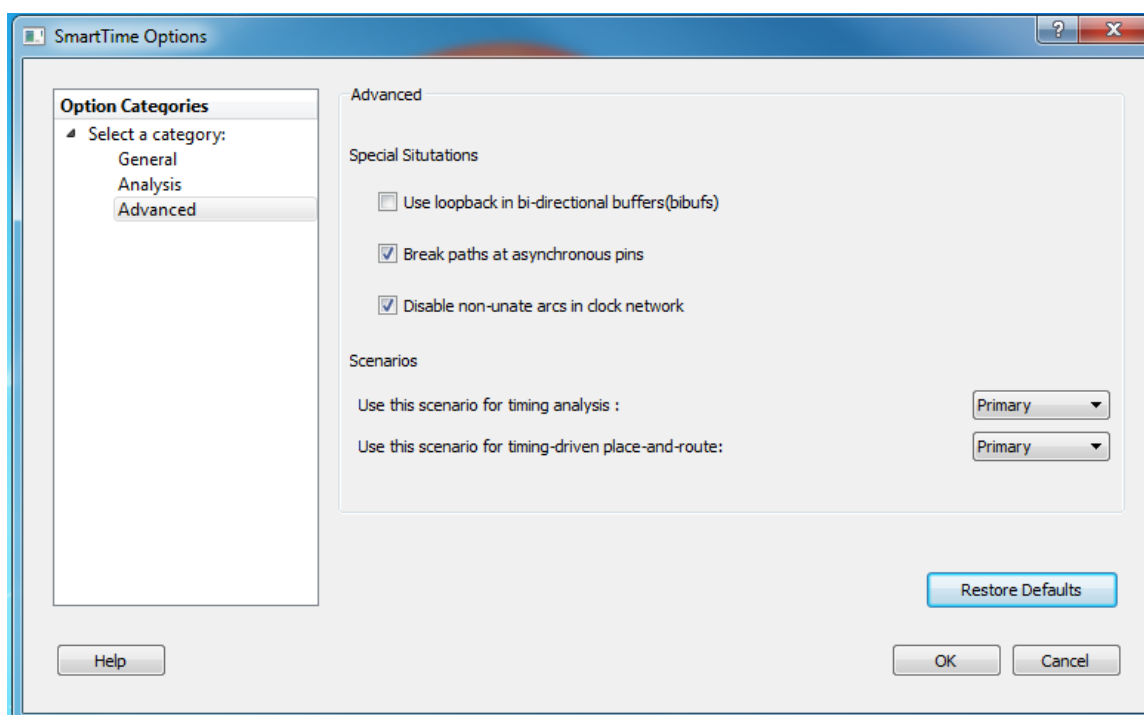 SmartTime Options
Option Categories
Select a category:
General
Analysis
Advanced
Advanced
Special Situtations
Use loopback in bi-directional buffers(bibufs)
Break paths at asynchronous pins
Disable non-unate arcs in clock network
Scenarios
Use this scenario for timing analysis : Primary
Use this scenario for timing-driven place-and-route: Primary
Restore Defaults
Help OK Cancel